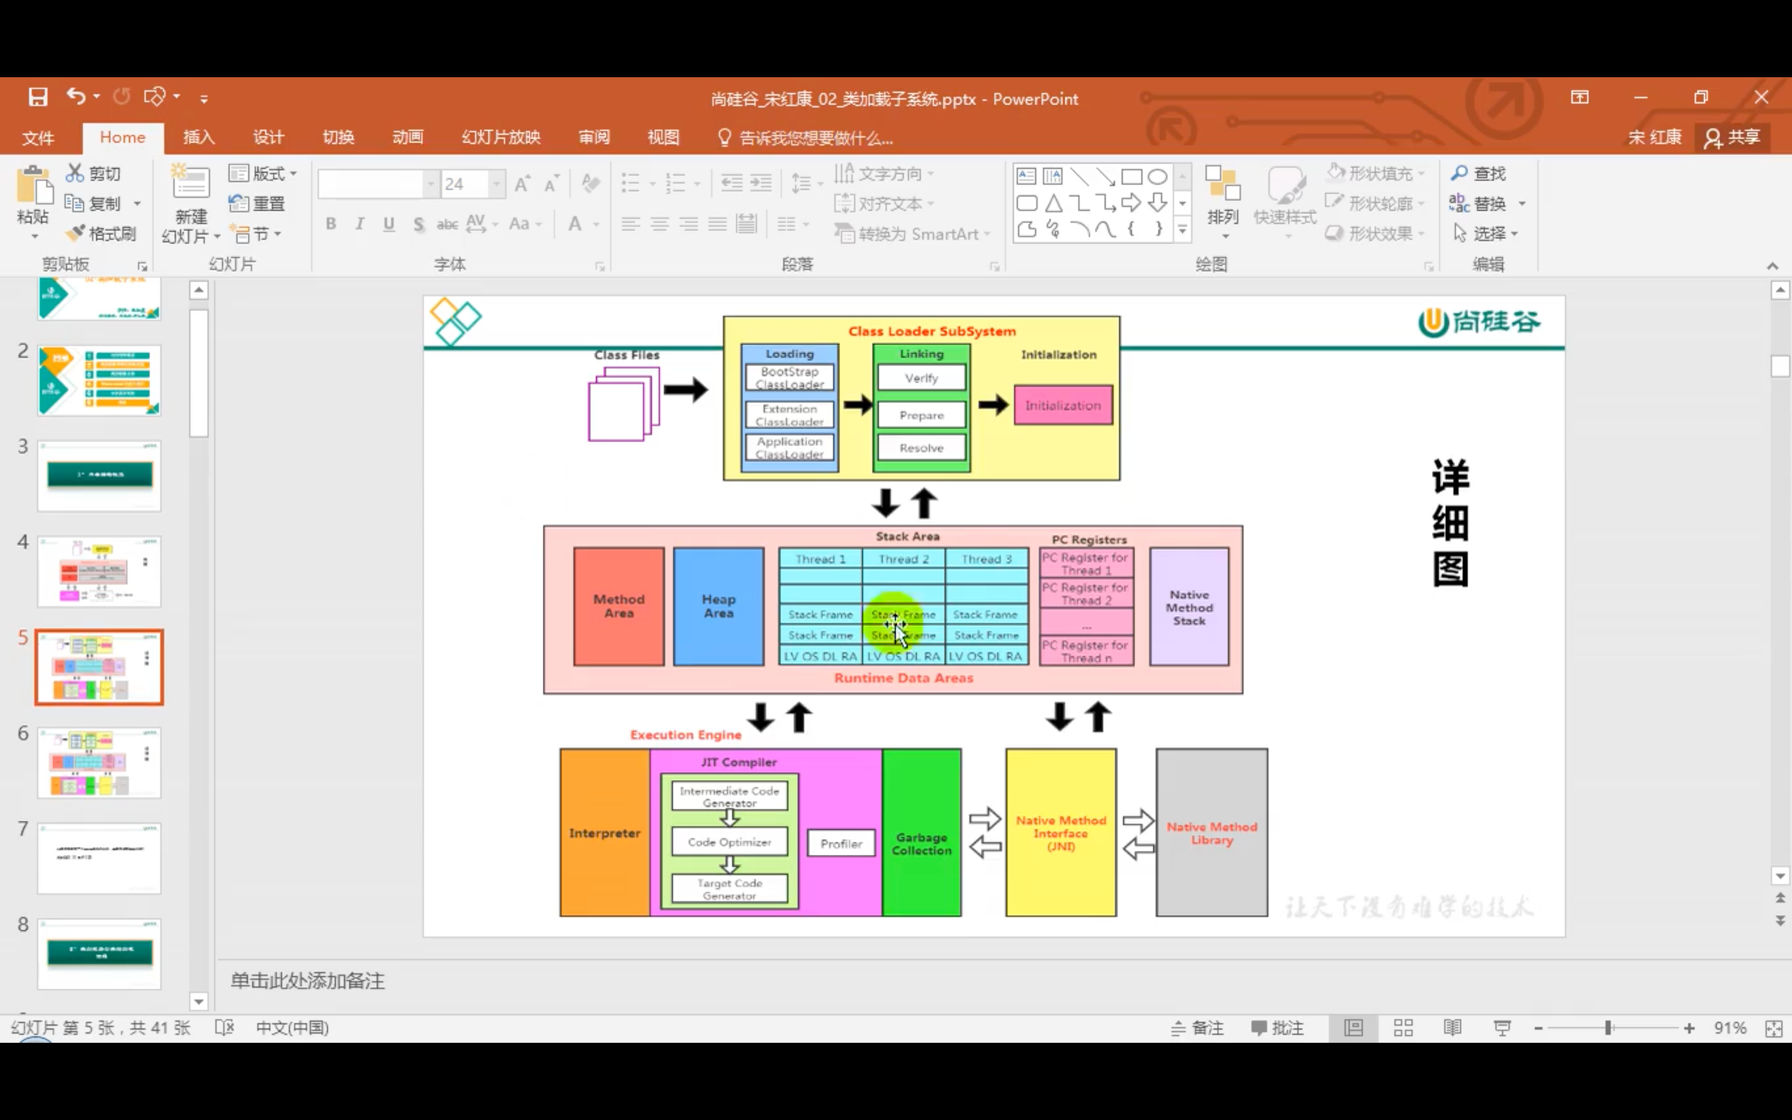 尚硅谷_宋红康_02_类加载子系统.pptx - PowerPoint
文件 Home 插入 设计 切换 动画 幻灯片放映 审阅 视图 告诉我您想要做什么... 宋 红康 共享
剪切 版式 24 文字方向 形状填充 查找
复制 重置 对齐文本 形状轮廓 替换
粘贴 格式刷 新建 幻灯片 节 B I U S abc AV Aa A 转换为 SmartArt 排列 快速样式 形状效果 选择
剪贴板 幻灯片 字体 段落 绘图 编辑
2
3
4
5
6
7
8
尚硅谷
Class Loader SubSystem
Class Files
Loading Linking Initialization
BootStrap
ClassLoader
Extension
ClassLoader
Application
ClassLoader
Verify
Prepare
Resolve
Initialization
详
细
图
Stack Area
PC Registers
Method
Area
Heap
Area
Thread 1 Thread 2 Thread 3
Stack Frame Stack Frame Stack Frame
Stack Frame Stack Frame Stack Frame
LV OS DL RA LV OS DL RA LV OS DL RA
PC Register for
Thread 1
PC Register for
Thread 2
...
PC Register for
Thread n
Native
Method
Stack
Runtime Data Areas
Execution Engine
Interpreter
JIT Compiler
Intermediate Code
Generator
Code Optimizer
Target Code
Generator
Profiler
Garbage
Collection
Native Method
Interface
(JNI)
Native Method
Library
让天下没有难学的技术
单击此处添加备注
幻灯片 第 5 张，共 41 张 中文(中国) 备注 批注 91%